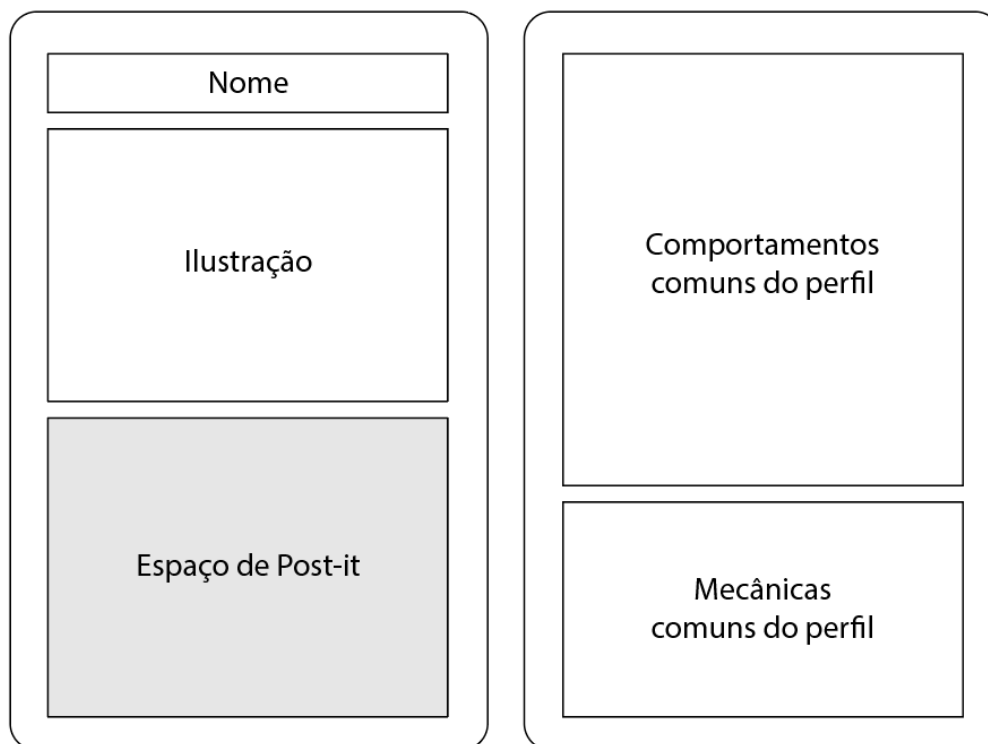 Nome
Ilustração
Espaço de Post-it
Comportamentos
comuns do perfil
Mecânicas
comuns do perfil